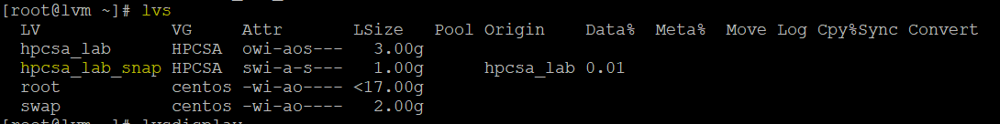 [root@lvm ~]# lvs
LV VG Attr LSize Pool Origin Data% Meta% Move Log Cpy%Sync Convert
hpcsa_lab HPCSA owi-aos--- 3.00g
hpcsa_lab_snap HPCSA swi-a-s--- 1.00g hpcsa_lab 0.01
root centos -wi-ao---- <17.00g
swap centos -wi-ao---- 2.00g